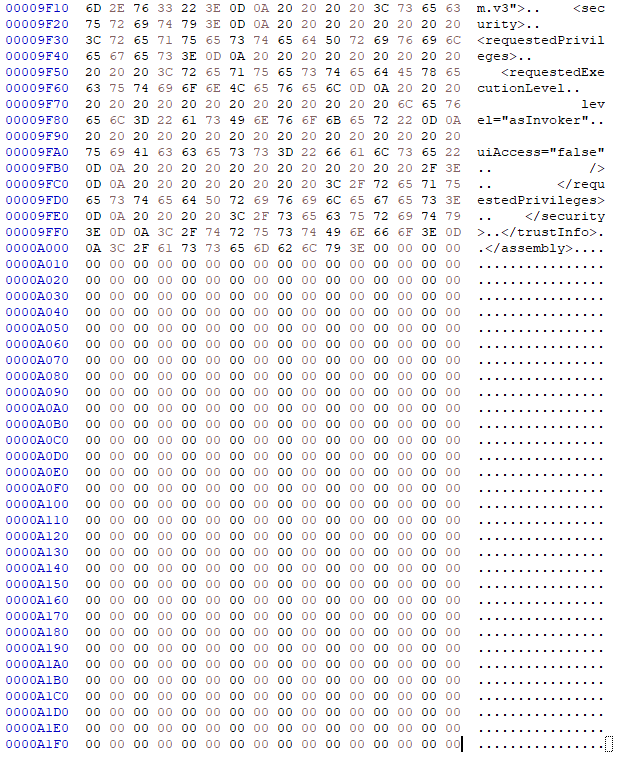 00009F10 6D 2E 76 33 22 3E 0D 0A 20 20 20 20 3C 73 65 63 m.v3">.. <sec
00009F20 75 72 69 74 79 3E 0D 0A 20 20 20 20 20 20 20 20 urity>..
00009F30 3C 72 65 71 75 65 73 74 65 64 50 72 69 76 69 6C <requestedPrivil
00009F40 65 67 65 73 3E 0D 0A 20 20 20 20 20 20 20 20 20 eges>..
00009F50 20 20 20 3C 72 65 71 75 65 73 74 65 64 45 78 65 <requestedExe
00009F60 63 75 74 69 6F 6E 4C 65 76 65 6C 0D 0A 20 20 20 cutionLevel..
00009F70 20 20 20 20 20 20 20 20 20 20 20 20 20 6C 65 76 lev
00009F80 65 6C 3D 22 61 73 49 6E 76 6F 6B 65 72 22 0D 0A el="asInvoker"..
00009F90 20 20 20 20 20 20 20 20 20 20 20 20 20 20 20 20
00009FA0 75 69 41 63 63 65 73 73 3D 22 66 61 6C 73 65 22 uiAccess="false"
00009FB0 0D 0A 20 20 20 20 20 20 20 20 20 20 20 20 2F 3E .. />
00009FC0 0D 0A 20 20 20 20 20 20 20 20 3C 2F 72 65 71 75 .. </requ
00009FD0 65 73 74 65 64 50 72 69 76 69 6C 65 67 65 73 3E estedPrivileges>
00009FE0 0D 0A 20 20 20 20 3C 2F 73 65 63 75 72 69 74 79 .. </security
00009FF0 3E 0D 0A 3C 2F 74 72 75 73 74 49 6E 66 6F 3E 0D >..</trustInfo>.
0000A000 0A 3C 2F 61 73 73 65 6D 62 6C 79 3E 00 00 00 00 .</assembly>....
0000A010 00 00 00 00 00 00 00 00 00 00 00 00 00 00 00 00 ................
0000A020 00 00 00 00 00 00 00 00 00 00 00 00 00 00 00 00 ................
0000A030 00 00 00 00 00 00 00 00 00 00 00 00 00 00 00 00 ................
0000A040 00 00 00 00 00 00 00 00 00 00 00 00 00 00 00 00 ................
0000A050 00 00 00 00 00 00 00 00 00 00 00 00 00 00 00 00 ................
0000A060 00 00 00 00 00 00 00 00 00 00 00 00 00 00 00 00 ................
0000A070 00 00 00 00 00 00 00 00 00 00 00 00 00 00 00 00 ................
0000A080 00 00 00 00 00 00 00 00 00 00 00 00 00 00 00 00 ................
0000A090 00 00 00 00 00 00 00 00 00 00 00 00 00 00 00 00 ................
0000A0A0 00 00 00 00 00 00 00 00 00 00 00 00 00 00 00 00 ................
0000A0B0 00 00 00 00 00 00 00 00 00 00 00 00 00 00 00 00 ................
0000A0C0 00 00 00 00 00 00 00 00 00 00 00 00 00 00 00 00 ................
0000A0D0 00 00 00 00 00 00 00 00 00 00 00 00 00 00 00 00 ................
0000A0E0 00 00 00 00 00 00 00 00 00 00 00 00 00 00 00 00 ................
0000A0F0 00 00 00 00 00 00 00 00 00 00 00 00 00 00 00 00 ................
0000A100 00 00 00 00 00 00 00 00 00 00 00 00 00 00 00 00 ................
0000A110 00 00 00 00 00 00 00 00 00 00 00 00 00 00 00 00 ................
0000A120 00 00 00 00 00 00 00 00 00 00 00 00 00 00 00 00 ................
0000A130 00 00 00 00 00 00 00 00 00 00 00 00 00 00 00 00 ................
0000A140 00 00 00 00 00 00 00 00 00 00 00 00 00 00 00 00 ................
0000A150 00 00 00 00 00 00 00 00 00 00 00 00 00 00 00 00 ................
0000A160 00 00 00 00 00 00 00 00 00 00 00 00 00 00 00 00 ................
0000A170 00 00 00 00 00 00 00 00 00 00 00 00 00 00 00 00 ................
0000A180 00 00 00 00 00 00 00 00 00 00 00 00 00 00 00 00 ................
0000A190 00 00 00 00 00 00 00 00 00 00 00 00 00 00 00 00 ................
0000A1A0 00 00 00 00 00 00 00 00 00 00 00 00 00 00 00 00 ................
0000A1B0 00 00 00 00 00 00 00 00 00 00 00 00 00 00 00 00 ................
0000A1C0 00 00 00 00 00 00 00 00 00 00 00 00 00 00 00 00 ................
0000A1D0 00 00 00 00 00 00 00 00 00 00 00 00 00 00 00 00 ................
0000A1E0 00 00 00 00 00 00 00 00 00 00 00 00 00 00 00 00 ................
0000A1F0 00 00 00 00 00 00 00 00 00 00 00 00 00 00 00 00 ................